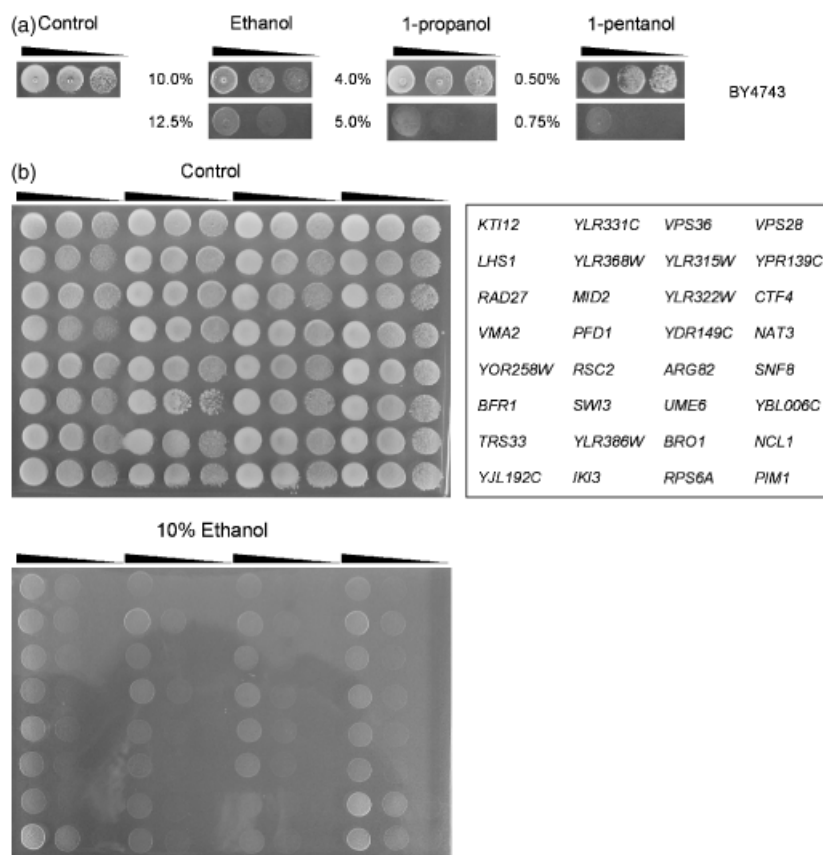 (a) Control Ethanol 1-propanol 1-pentanol
10.0% 4.0% 0.50%
BY4743
12.5% 5.0% 0.75%
(b) Control
KTI12 YLR331C VPS36 VPS28
LHS1 YLR368W YLR315W YPR139C
RAD27 MID2 YLR322W CTF4
VMA2 PFD1 YDR149C NAT3
YOR258W RSC2 ARG82 SNF8
BFR1 SWI3 UME6 YBL006C
TRS33 YLR386W BRO1 NCL1
YJL192C IKI3 RPS6A PIM1
10% Ethanol